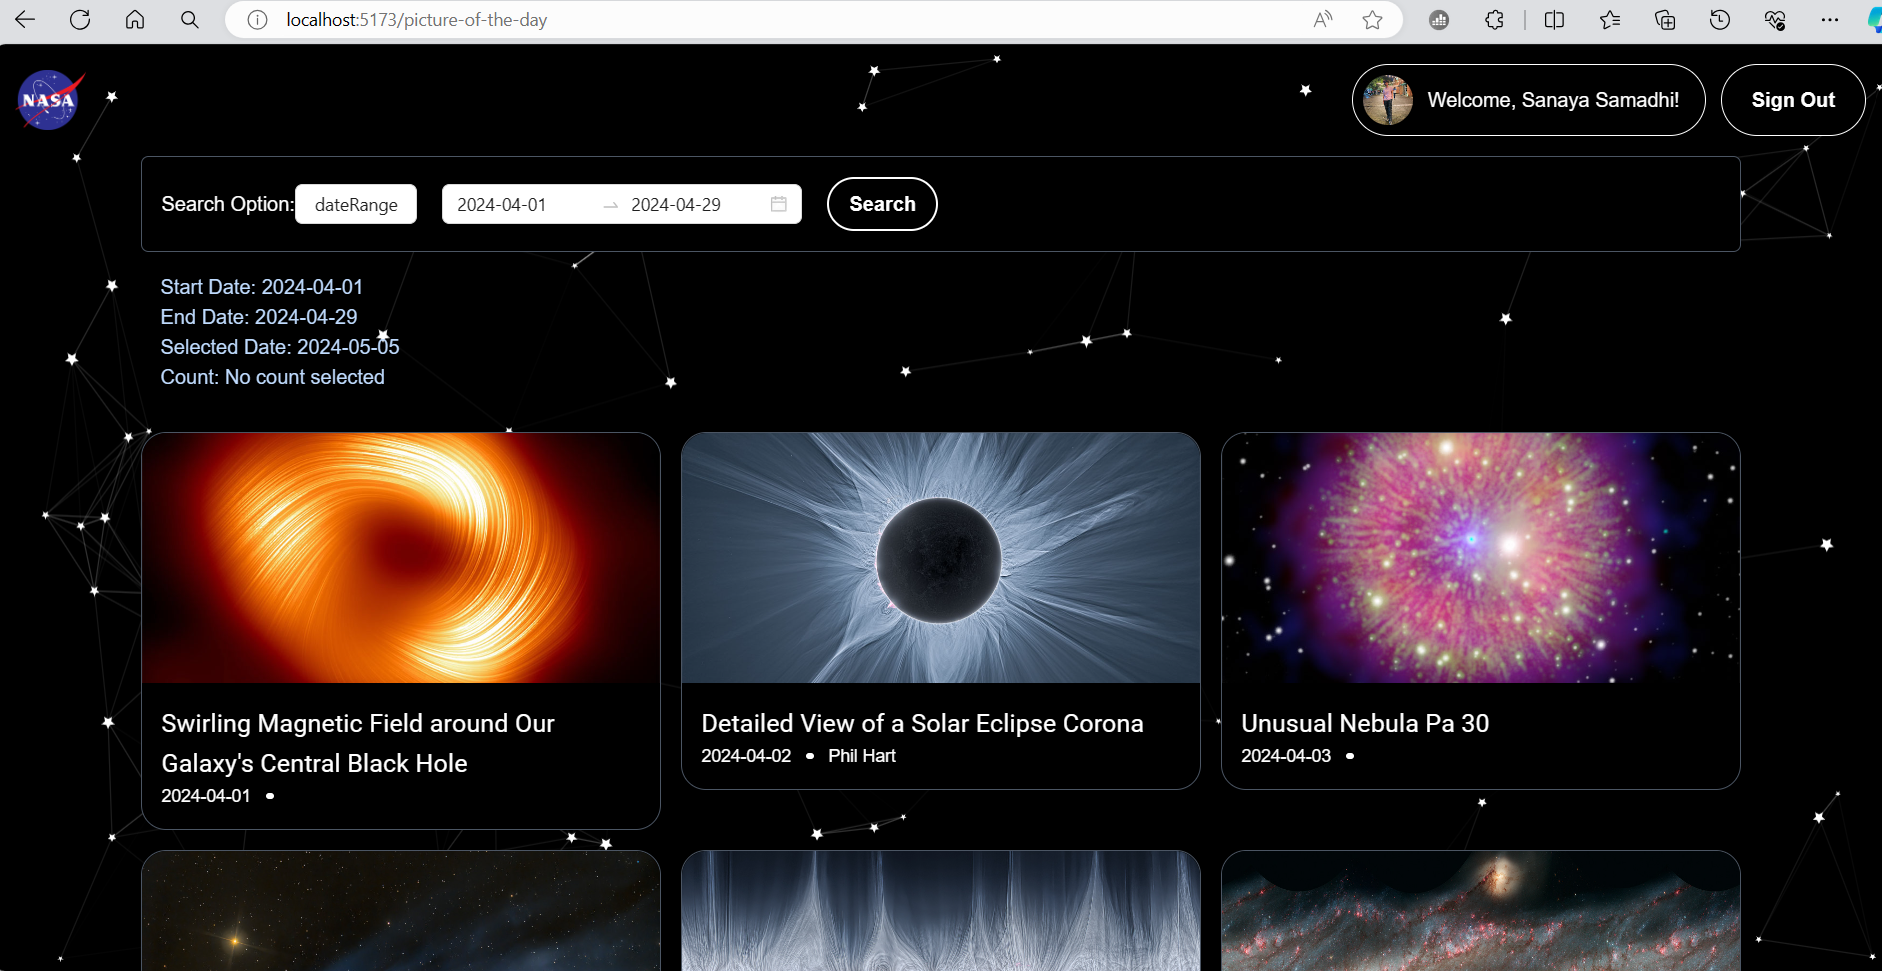 localhost:5173/picture-of-the-day
NASA
Welcome, Sanaya Samadhi!
Sign Out
Search Option:
dateRange
2024-04-01
2024-04-29
Search
Start Date: 2024-04-01
End Date: 2024-04-29
Selected Date: 2024-05-05
Count: No count selected
Swirling Magnetic Field around Our
Galaxy's Central Black Hole
2024-04-01 •
Detailed View of a Solar Eclipse Corona
2024-04-02 • Phil Hart
Unusual Nebula Pa 30
2024-04-03 •